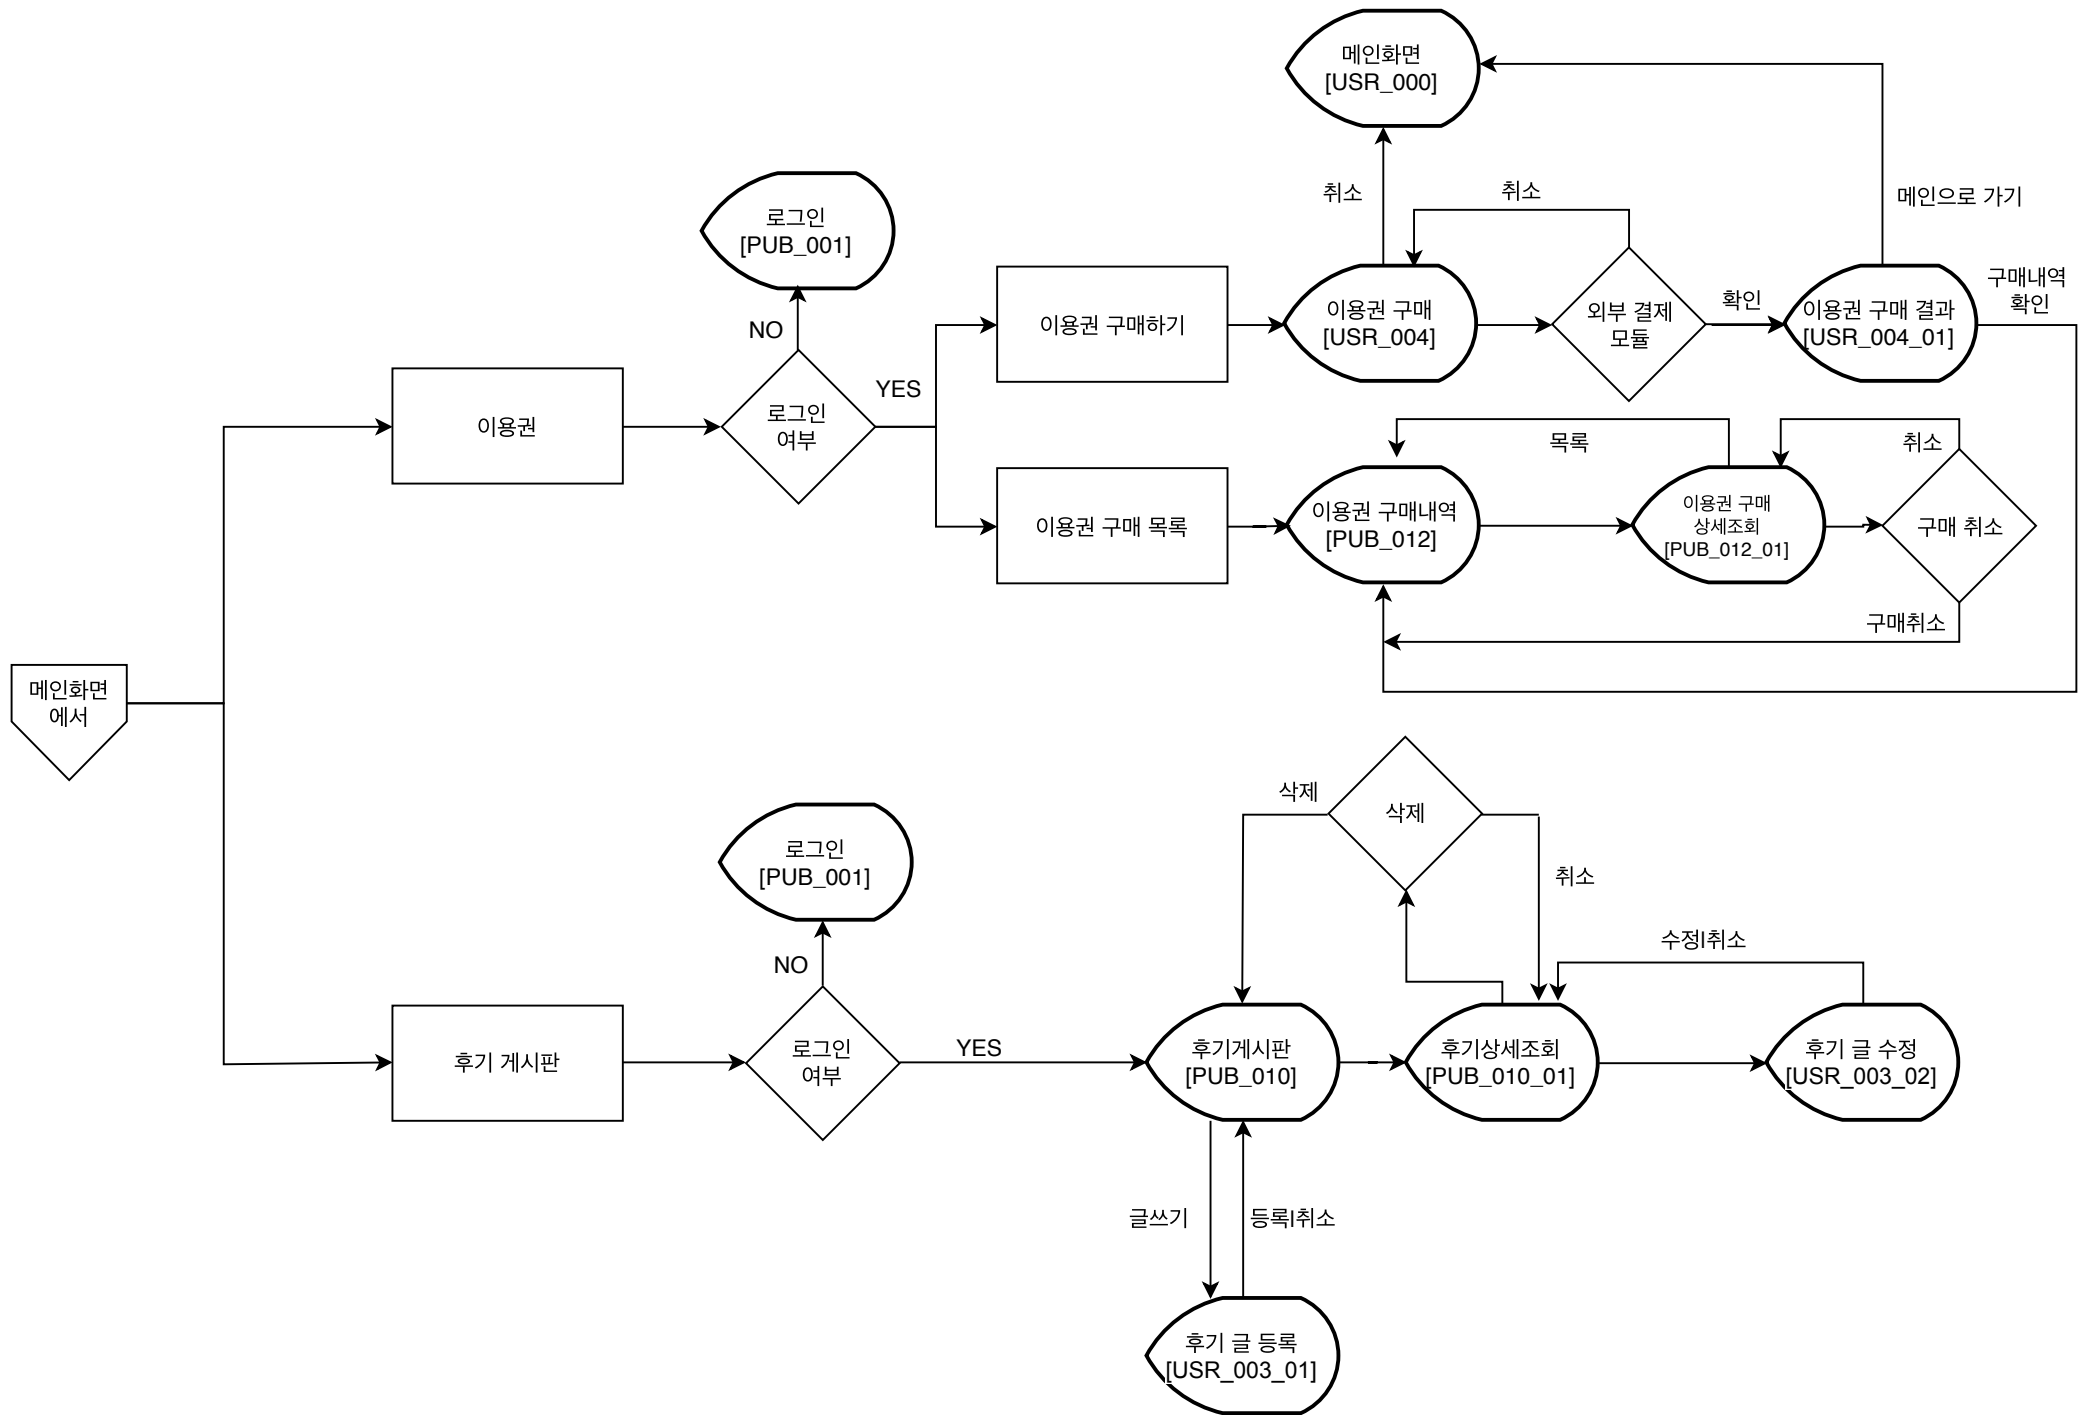 메인화면
[USR_000]
취소
취소
메인으로 가기
로그인
[PUB_001]
NO
이용권 구매하기
이용권 구매
[USR_004]
외부 결제
모듈
확인
이용권 구매 결과
[USR_004_01]
구매내역
확인
YES
이용권
로그인
여부
목록
취소
이용권 구매 목록
이용권 구매내역
[PUB_012]
이용권 구매
상세조회
[PUB_012_01]
구매 취소
구매취소
메인화면
에서
삭제
삭제
취소
로그인
[PUB_001]
NO
수정|취소
후기 게시판
로그인
여부
YES
후기게시판
[PUB_010]
후기상세조회
[PUB_010_01]
후기 글 수정
[USR_003_02]
글쓰기
등록|취소
후기 글 등록
[USR_003_01]